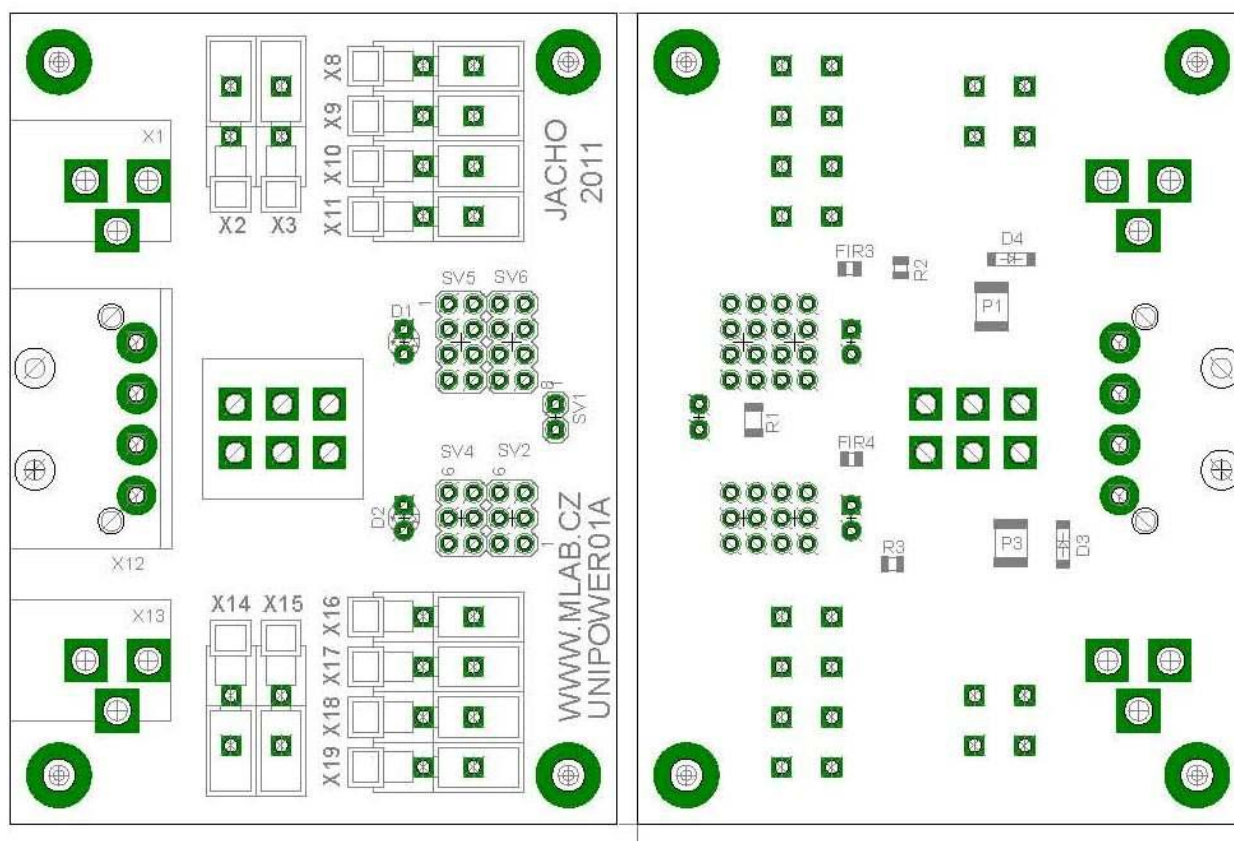 X1
X2
X3
X8
X9
X10
X11
JACHO
2011
SV5
SV6
1
D1
8
1
SV1
SV4
SV2
6
6
1
D2
X12
X13
X14
X15
X16
X17
X18
X19
WWW.MLAB.CZ
UNIPOWER01A
FIR3
R2
D4
P1
R1
FIR4
R3
P3
D3